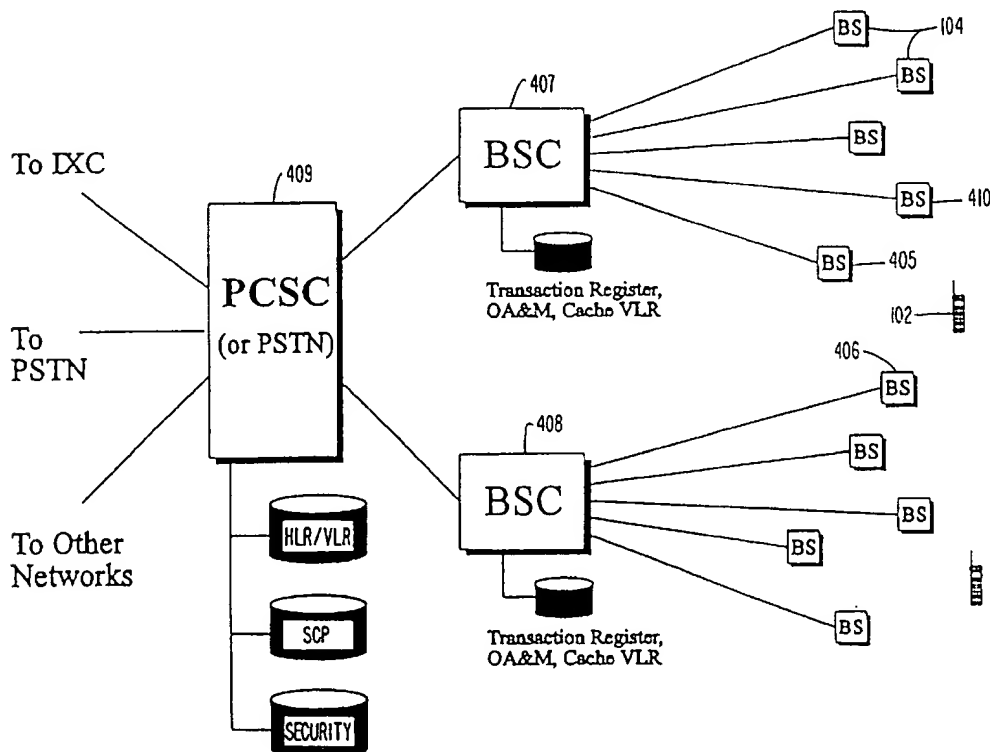 BS
104
BS
407
BSC
BS
To IXC
409
BS
410
PCSC
(or PSTN)
BS
405
Transaction Register,
OA&M, Cache VLR
102
To
PSTN
406
BS
408
BSC
BS
BS
BS
To Other
Networks
HLR/VLR
Transaction Register,
OA&M, Cache VLR
BS
SCP
SECURITY